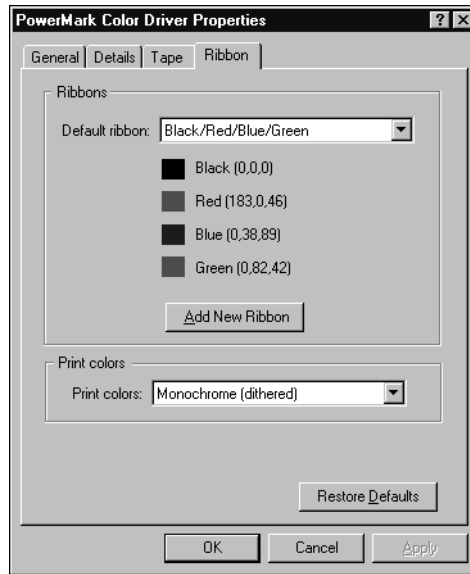 PowerMark Color Driver Properties
? X
General Details Tape Ribbon
Ribbons
Default ribbon: Black/Red/Blue/Green
Black (0,0,0)
Red (183,0,46)
Blue (0,38,89)
Green (0,82,42)
Add New Ribbon
Print colors
Print colors: Monochrome (dithered)
Restore Defaults
OK Cancel Apply